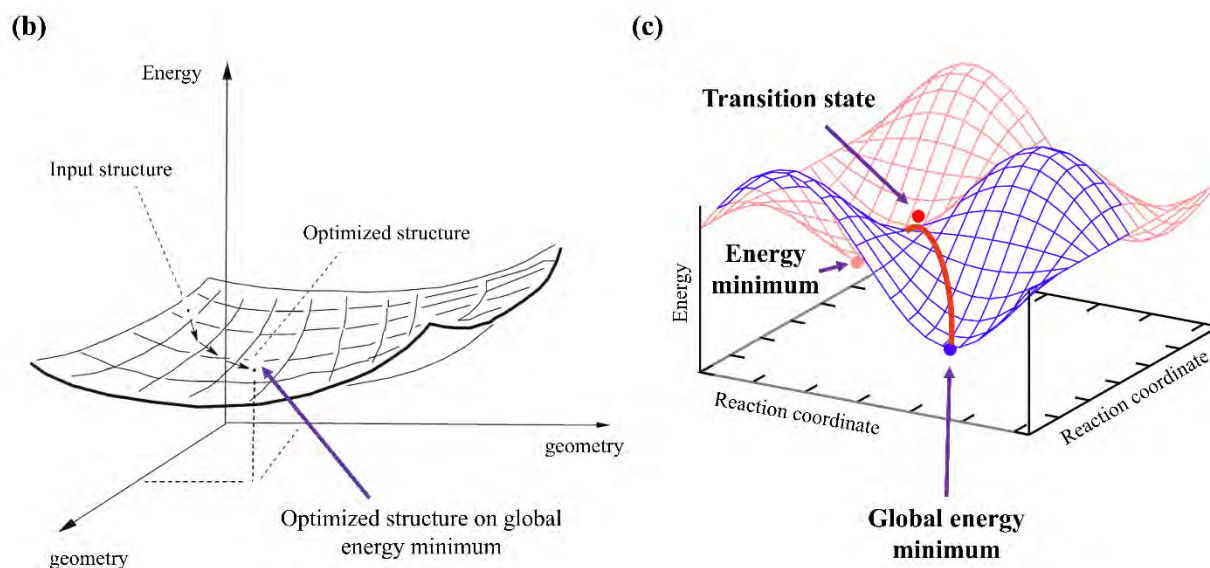 (b)
Energy
Input structure
Optimized structure
geometry
Optimized structure on global
energy minimum
geometry
(c)
Transition state
Energy
minimum
Energy
Reaction coordinate
Reaction coordinate
Global energy
minimum